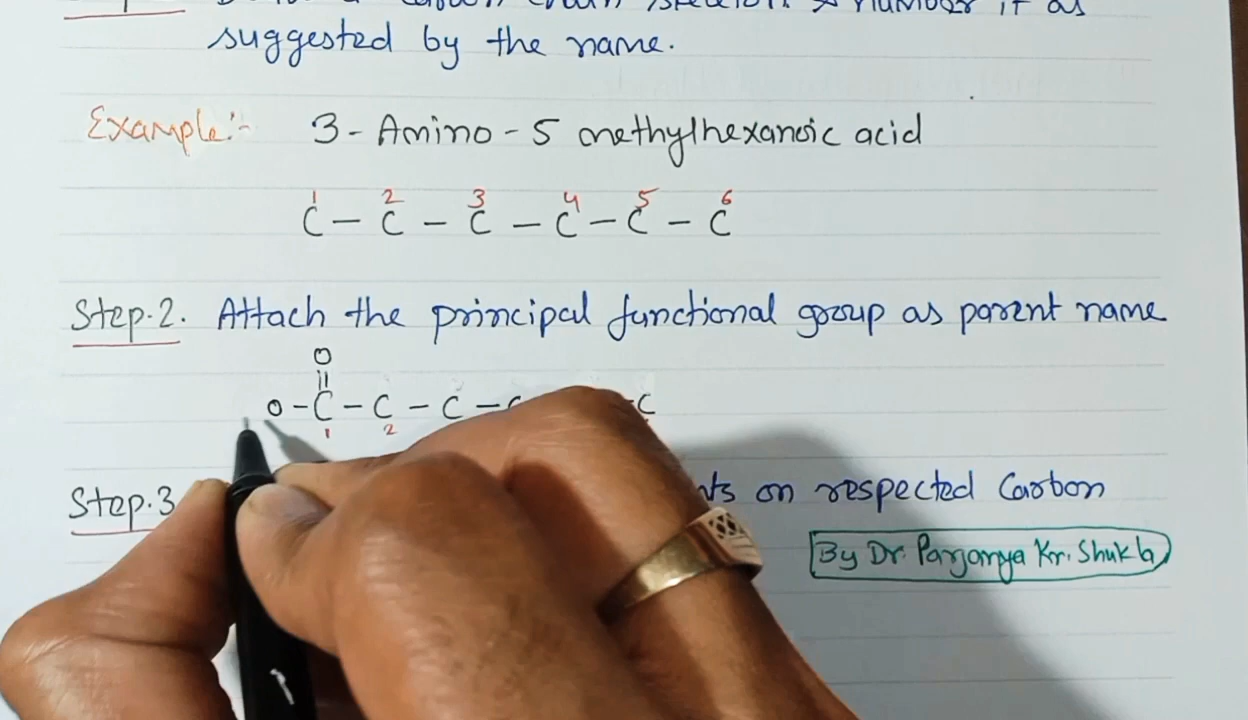 suggested by the name.
Example:- 3-Amino-5 methylhexanoic acid
1 2 3 4 5 6
C - C - C - C - C - C
Step.2. Attach the principal functional group as parent name
O
||
O - C - C - C - C C
1 2
Step.3 on respected Carbon
By Dr. Parjanya Kr. Shukla